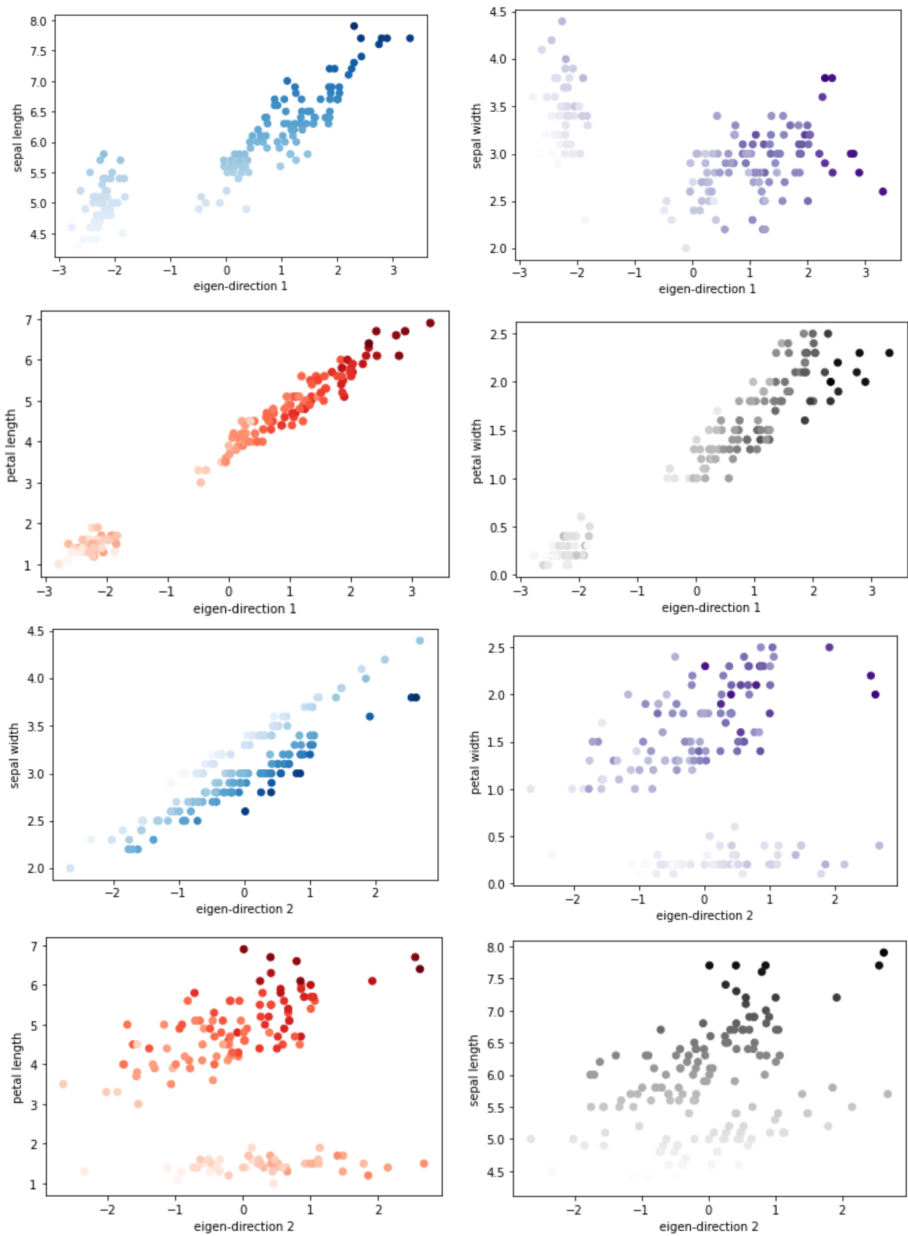 8.0
7.5
7.0
6.5
6.0
5.5
5.0
4.5
sepal length
−3 −2 −1 0 1 2 3
eigen-direction 1
4.5
4.0
3.5
3.0
2.5
2.0
sepal width
−3 −2 −1 0 1 2 3
eigen-direction 1
7
6
5
4
3
2
1
petal length
−3 −2 −1 0 1 2 3
eigen-direction 1
2.5
2.0
1.5
1.0
0.5
0.0
petal width
−3 −2 −1 0 1 2 3
eigen-direction 1
4.5
4.0
3.5
3.0
2.5
2.0
sepal width
−2 −1 0 1 2
eigen-direction 2
2.5
2.0
1.5
1.0
0.5
0.0
petal width
−2 −1 0 1 2
eigen-direction 2
7
6
5
4
3
2
1
petal length
−2 −1 0 1 2
eigen-direction 2
8.0
7.5
7.0
6.5
6.0
5.5
5.0
4.5
sepal length
−2 −1 0 1 2
eigen-direction 2